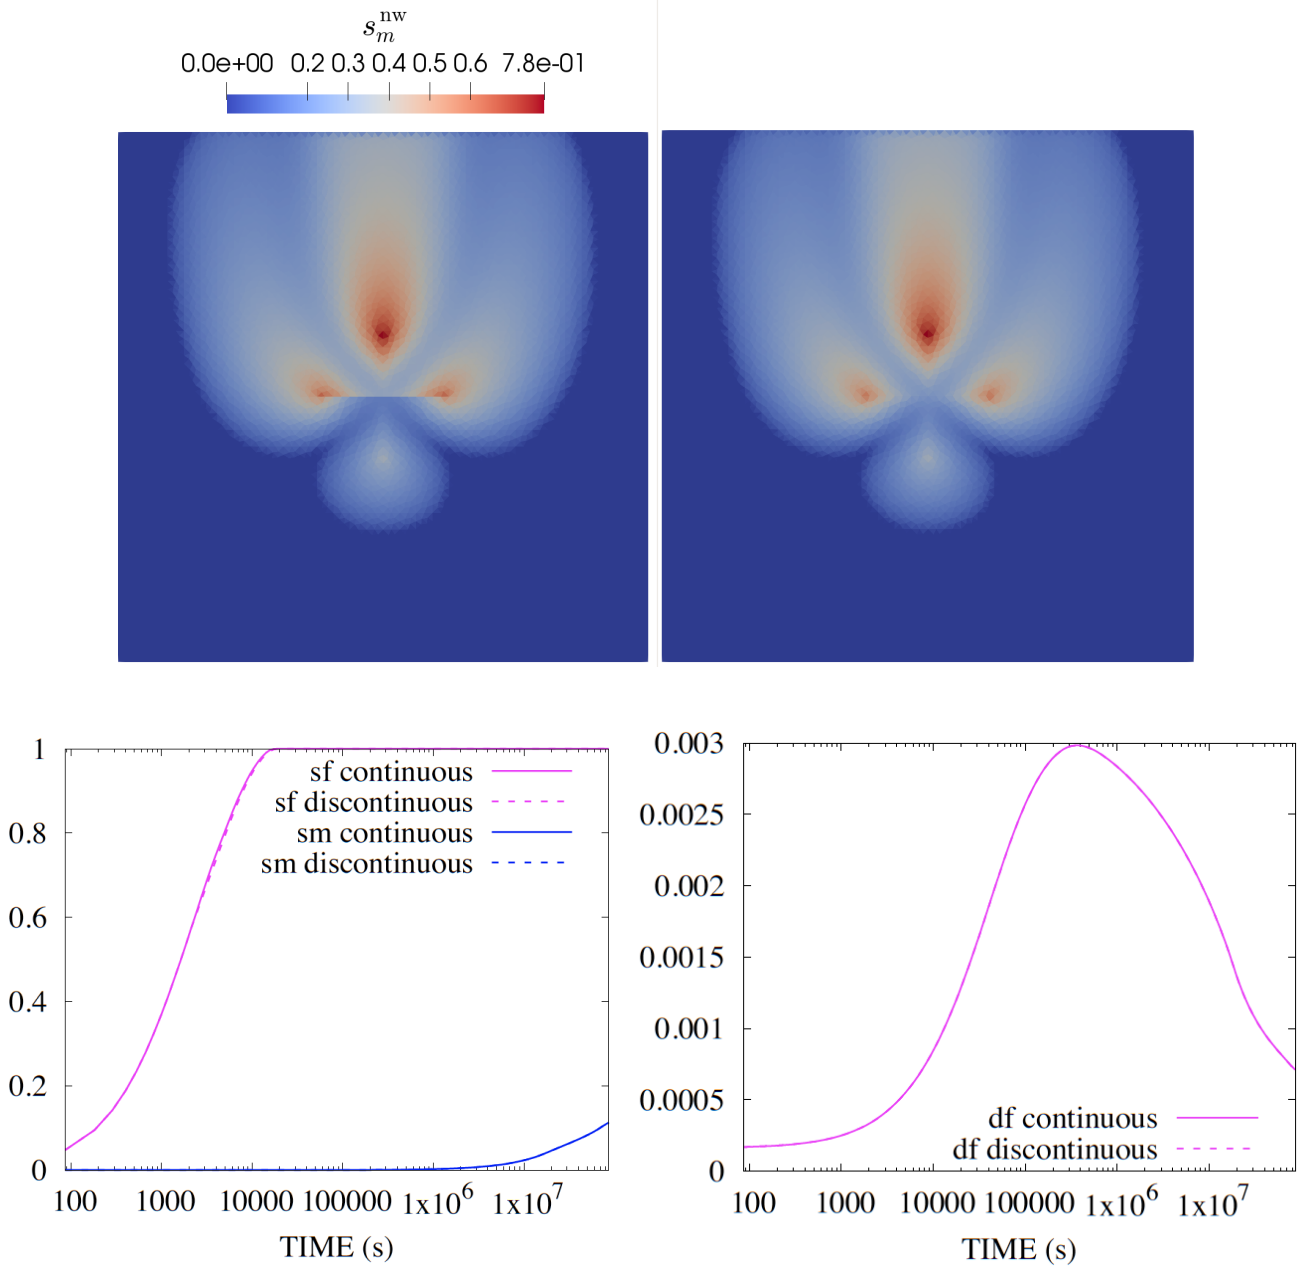 s_m^nw
0.0e+00 0.2 0.3 0.4 0.5 0.6 7.8e-01
1
0.8
0.6
0.4
0.2
0
sf continuous
sf discontinuous
sm continuous
sm discontinuous
100 1000 10000 100000 1x10^6 1x10^7
TIME (s)
0.003
0.0025
0.002
0.0015
0.001
0.0005
0
df continuous
df discontinuous
100 1000 10000 100000 1x10^6 1x10^7
TIME (s)